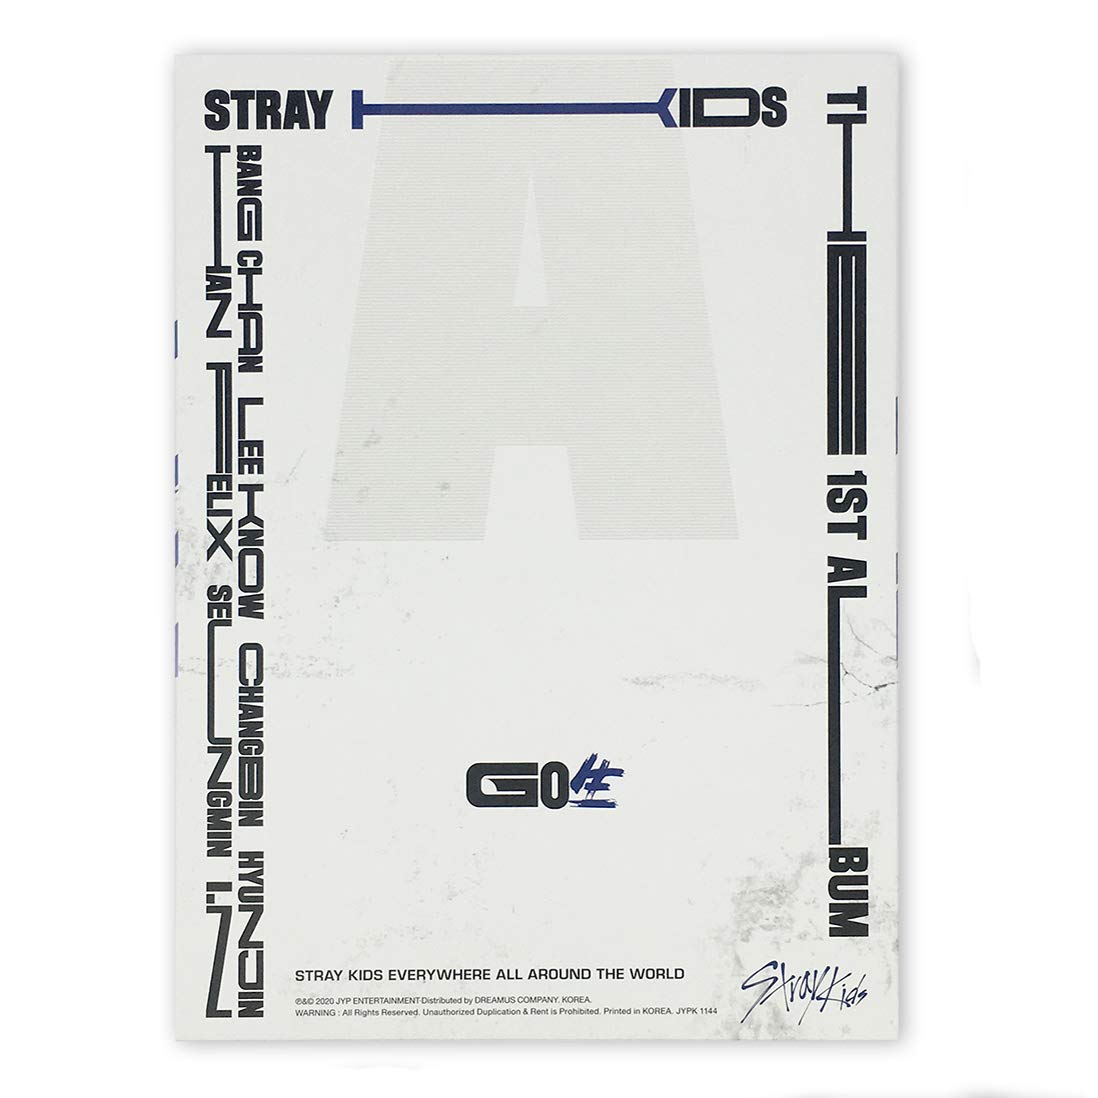 STRAY KIDS
A
THE 1ST ALBUM
BANG CHAN LEE KNOW CHANGBIN HYUNJIN
HAN FELIX SEUNGMIN I.N
GO生
STRAY KIDS EVERYWHERE ALL AROUND THE WORLD
℗&© 2020 JYP ENTERTAINMENT·Distributed by DREAMUS COMPANY. KOREA.
WARNING : All Rights Reserved. Unauthorized Duplication & Rent is Prohibited. Printed in KOREA. JYPK 1144
Stray Kids